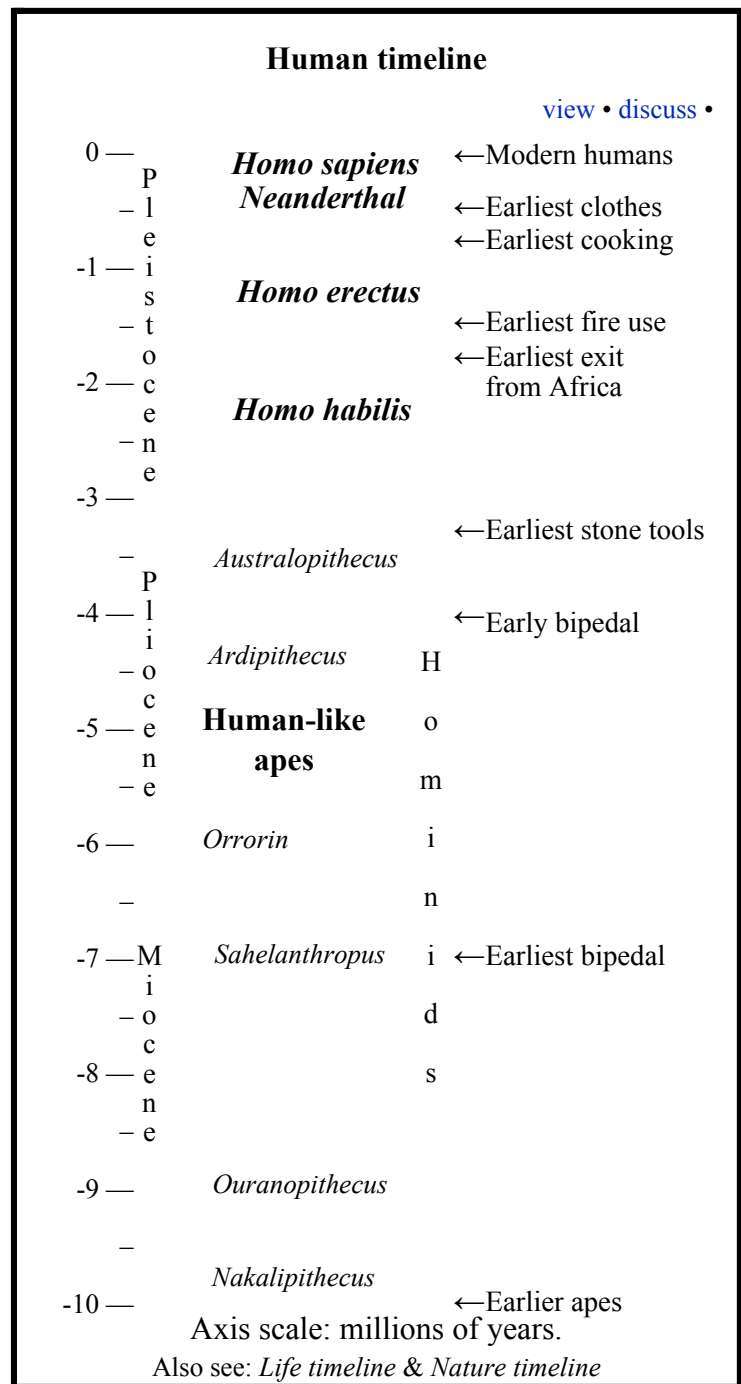 Human timeline
view • discuss •
0 —
Homo sapiens
←Modern humans
Neanderthal
←Earliest clothes
←Earliest cooking
-1 —
Homo erectus
←Earliest fire use
←Earliest exit
from Africa
-2 —
Homo habilis
Pleistocene
-3 —
←Earliest stone tools
Australopithecus
-4 —
←Early bipedal
Ardipithecus
Human-like
apes
-5 —
Pliocene
-6 —
Orrorin
-7 —
Sahelanthropus
←Earliest bipedal
Hominids
-8 —
Miocene
-9 —
Ouranopithecus
Nakalipithecus
-10 —
←Earlier apes
Axis scale: millions of years.
Also see: Life timeline & Nature timeline